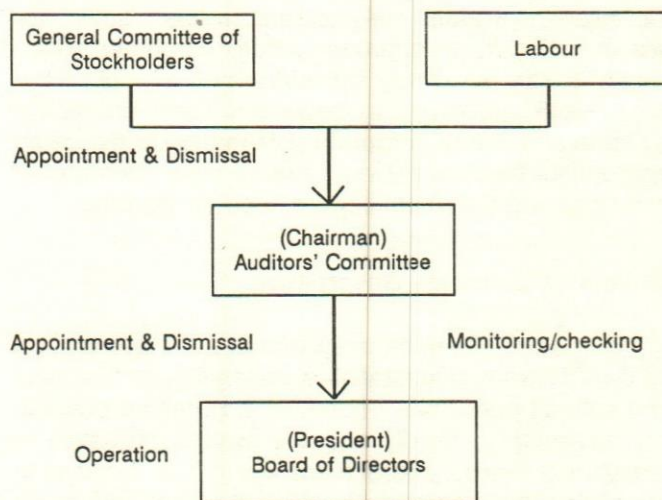 General Committee of
Stockholders
Labour
Appointment & Dismissal
(Chairman)
Auditors' Committee
Appointment & Dismissal
Monitoring/checking
Operation
(President)
Board of Directors